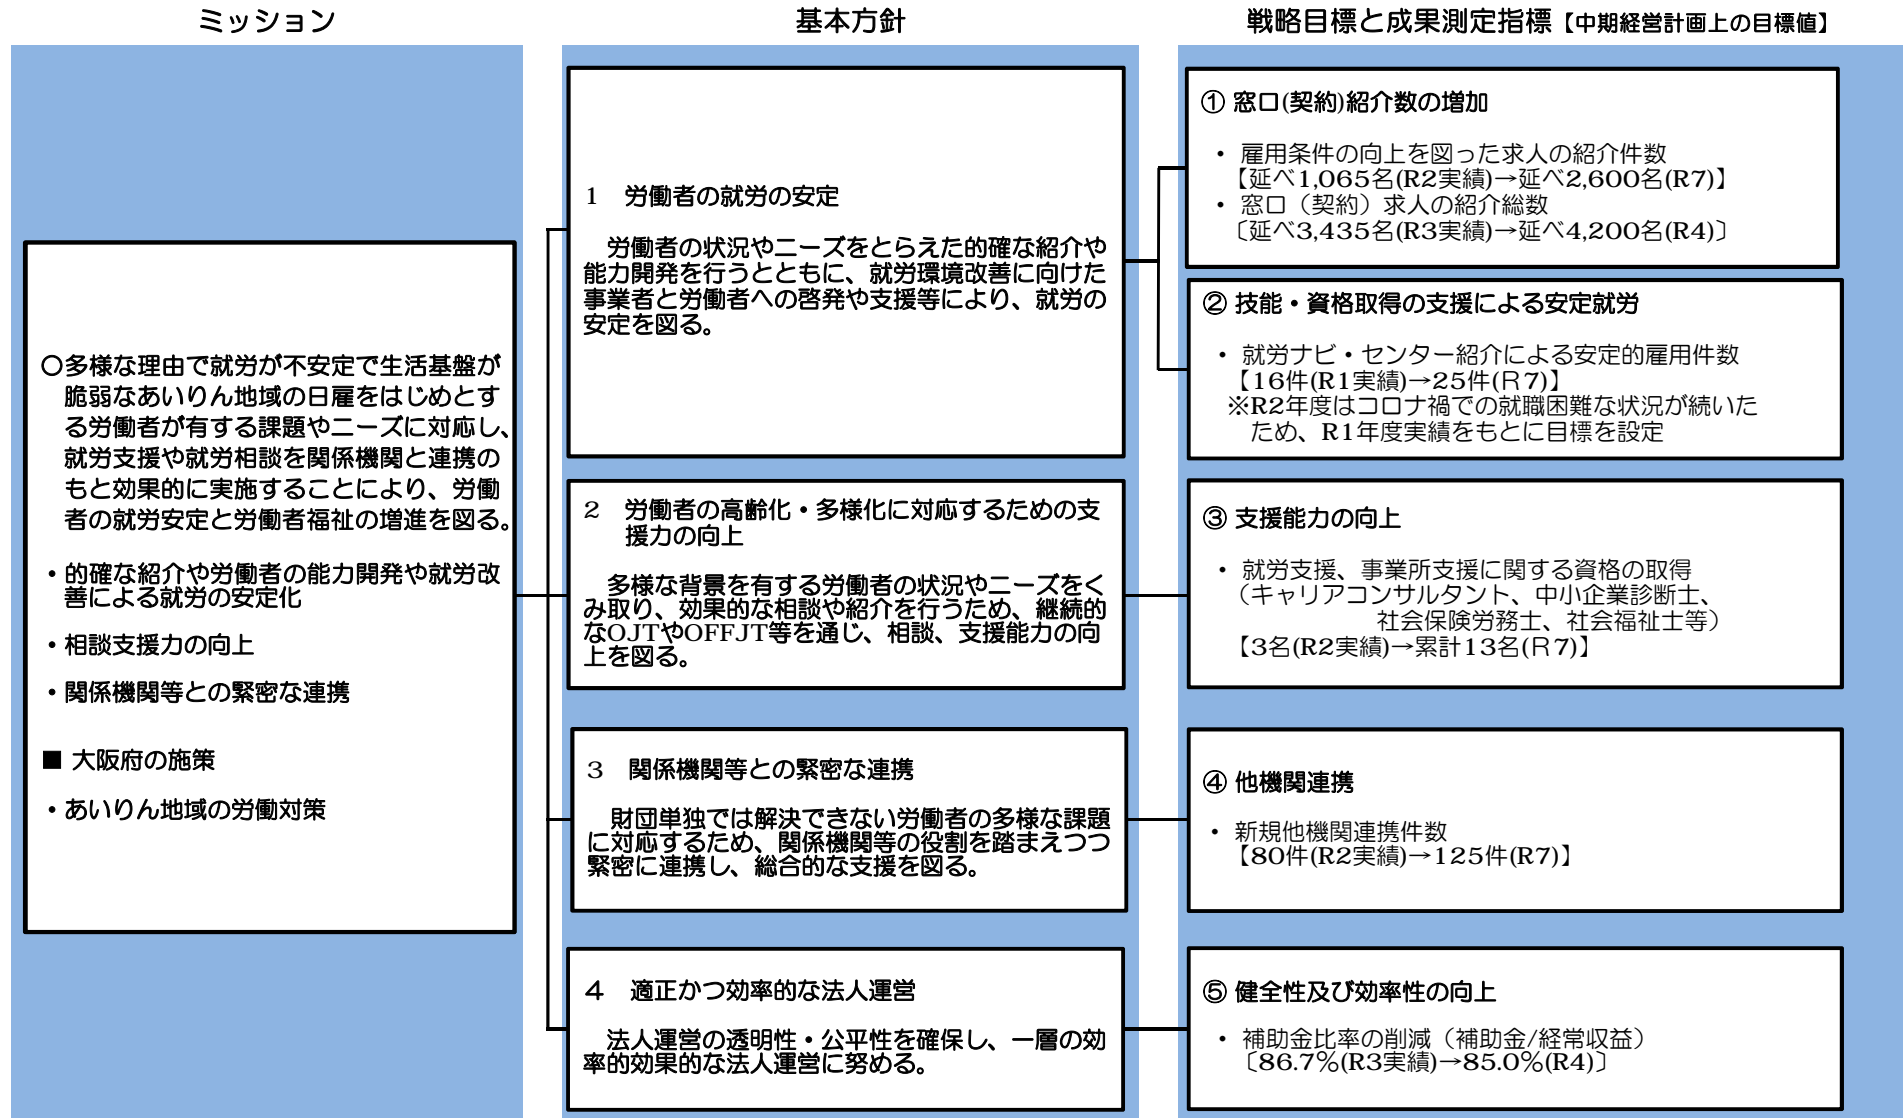 ミッション
○多様な理由で就労が不安定で生活基盤が
脆弱なあいりん地域の日雇をはじめとす
る労働者が有する課題やニーズに対応し、
就労支援や就労相談を関係機関と連携の
もと効果的に実施することにより、労働
者の就労安定と労働者福祉の増進を図る。
・的確な紹介や労働者の能力開発や就労改
善による就労の安定化
・相談支援力の向上
・関係機関等との緊密な連携
■ 大阪府の施策
・あいりん地域の労働対策
基本方針
1　労働者の就労の安定
労働者の状況やニーズをとらえた的確な紹介や
能力開発を行うとともに、就労環境改善に向けた
事業者と労働者への啓発や支援等により、就労の
安定を図る。
2　労働者の高齢化・多様化に対応するための支
援力の向上
多様な背景を有する労働者の状況やニーズをく
み取り、効果的な相談や紹介を行うため、継続的
なOJTやOFFJT等を通じ、相談、支援能力の向
上を図る。
3　関係機関等との緊密な連携
財団単独では解決できない労働者の多様な課題
に対応するため、関係機関等の役割を踏まえつつ
緊密に連携し、総合的な支援を図る。
４　適正かつ効率的な法人運営
法人運営の透明性・公平性を確保し、一層の効
率的効果的な法人運営に努める。
戦略目標と成果測定指標【中期経営計画上の目標値】
① 窓口(契約)紹介数の増加
・ 雇用条件の向上を図った求人の紹介件数
【延べ1,065名(R2実績)→延べ2,600名(R7)】
・ 窓口（契約）求人の紹介総数
〔延べ3,435名(R3実績)→延べ4,200名(R4)〕
② 技能・資格取得の支援による安定就労
・ 就労ナビ・センター紹介による安定的雇用件数
【16件(R1実績)→25件(Ｒ7)】
※R2年度はコロナ禍での就職困難な状況が続いた
ため、R1年度実績をもとに目標を設定
③ 支援能力の向上
・ 就労支援、事業所支援に関する資格の取得
（キャリアコンサルタント、中小企業診断士、
社会保険労務士、社会福祉士等）
【3名(R2実績)→累計13名(Ｒ7)】
④ 他機関連携
・ 新規他機関連携件数
【80件(R2実績)→125件(R7)】
⑤ 健全性及び効率性の向上
・ 補助金比率の削減（補助金/経常収益）
〔86.7％(R3実績)→85.0％(R4)〕